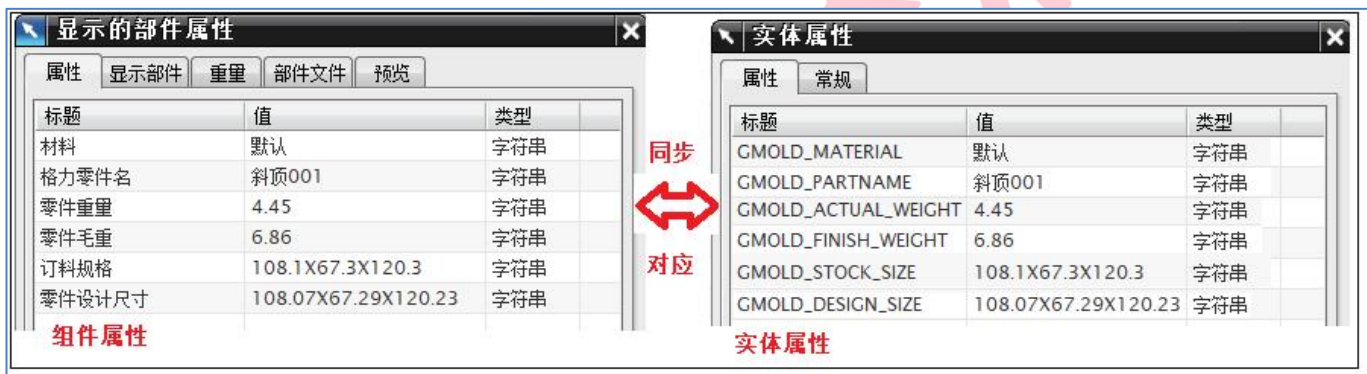 显示的部件属性
属性 显示部件 重量 部件文件 预览
标题 值 类型
材料 默认 字符串
格力零件名 斜顶001 字符串
零件重量 4.45 字符串
零件毛重 6.86 字符串
订料规格 108.1X67.3X120.3 字符串
零件设计尺寸 108.07X67.29X120.23 字符串
组件属性
同步
对应
实体属性
属性 常规
标题 值 类型
GMOLD_MATERIAL 默认 字符串
GMOLD_PARTNAME 斜顶001 字符串
GMOLD_ACTUAL_WEIGHT 4.45 字符串
GMOLD_FINISH_WEIGHT 6.86 字符串
GMOLD_STOCK_SIZE 108.1X67.3X120.3 字符串
GMOLD_DESIGN_SIZE 108.07X67.29X120.23 字符串
实体属性